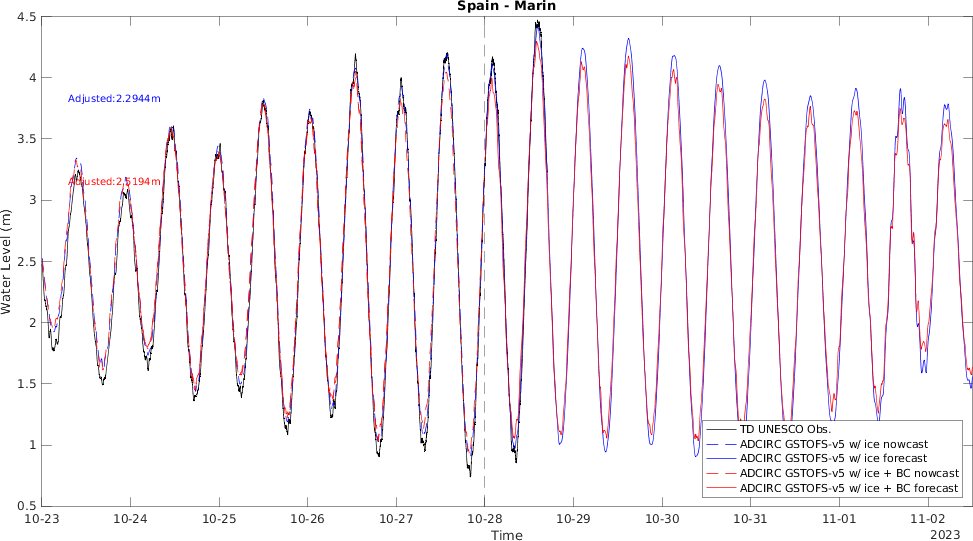 Spain - Marin
4.5
4
3.5
3
2.5
2
1.5
1
0.5
Water Level (m)
Adjusted:2.2944m
Adjusted:2.5194m
TD UNESCO Obs.
ADCIRC GSTOFS-v5 w/ ice nowcast
ADCIRC GSTOFS-v5 w/ ice forecast
ADCIRC GSTOFS-v5 w/ ice + BC nowcast
ADCIRC GSTOFS-v5 w/ ice + BC forecast
10-23 10-24 10-25 10-26 10-27 10-28 10-29 10-30 10-31 11-01 11-02
2023
Time